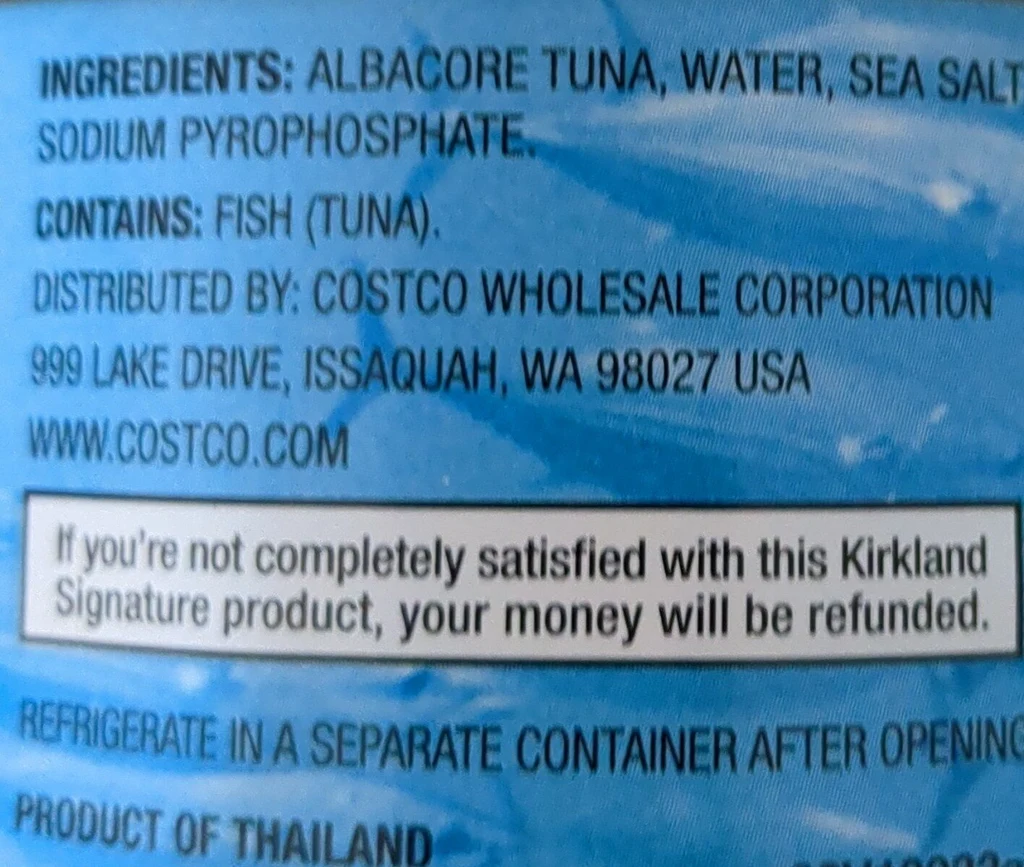 INGREDIENTS: ALBACORE TUNA, WATER, SEA SALT
SODIUM PYROPHOSPHATE.
CONTAINS: FISH (TUNA).
DISTRIBUTED BY: COSTCO WHOLESALE CORPORATION
999 LAKE DRIVE, ISSAQUAH, WA 98027 USA
WWW.COSTCO.COM
If you're not completely satisfied with this Kirkland
Signature product, your money will be refunded.
REFRIGERATE IN A SEPARATE CONTAINER AFTER OPENING
PRODUCT OF THAILAND